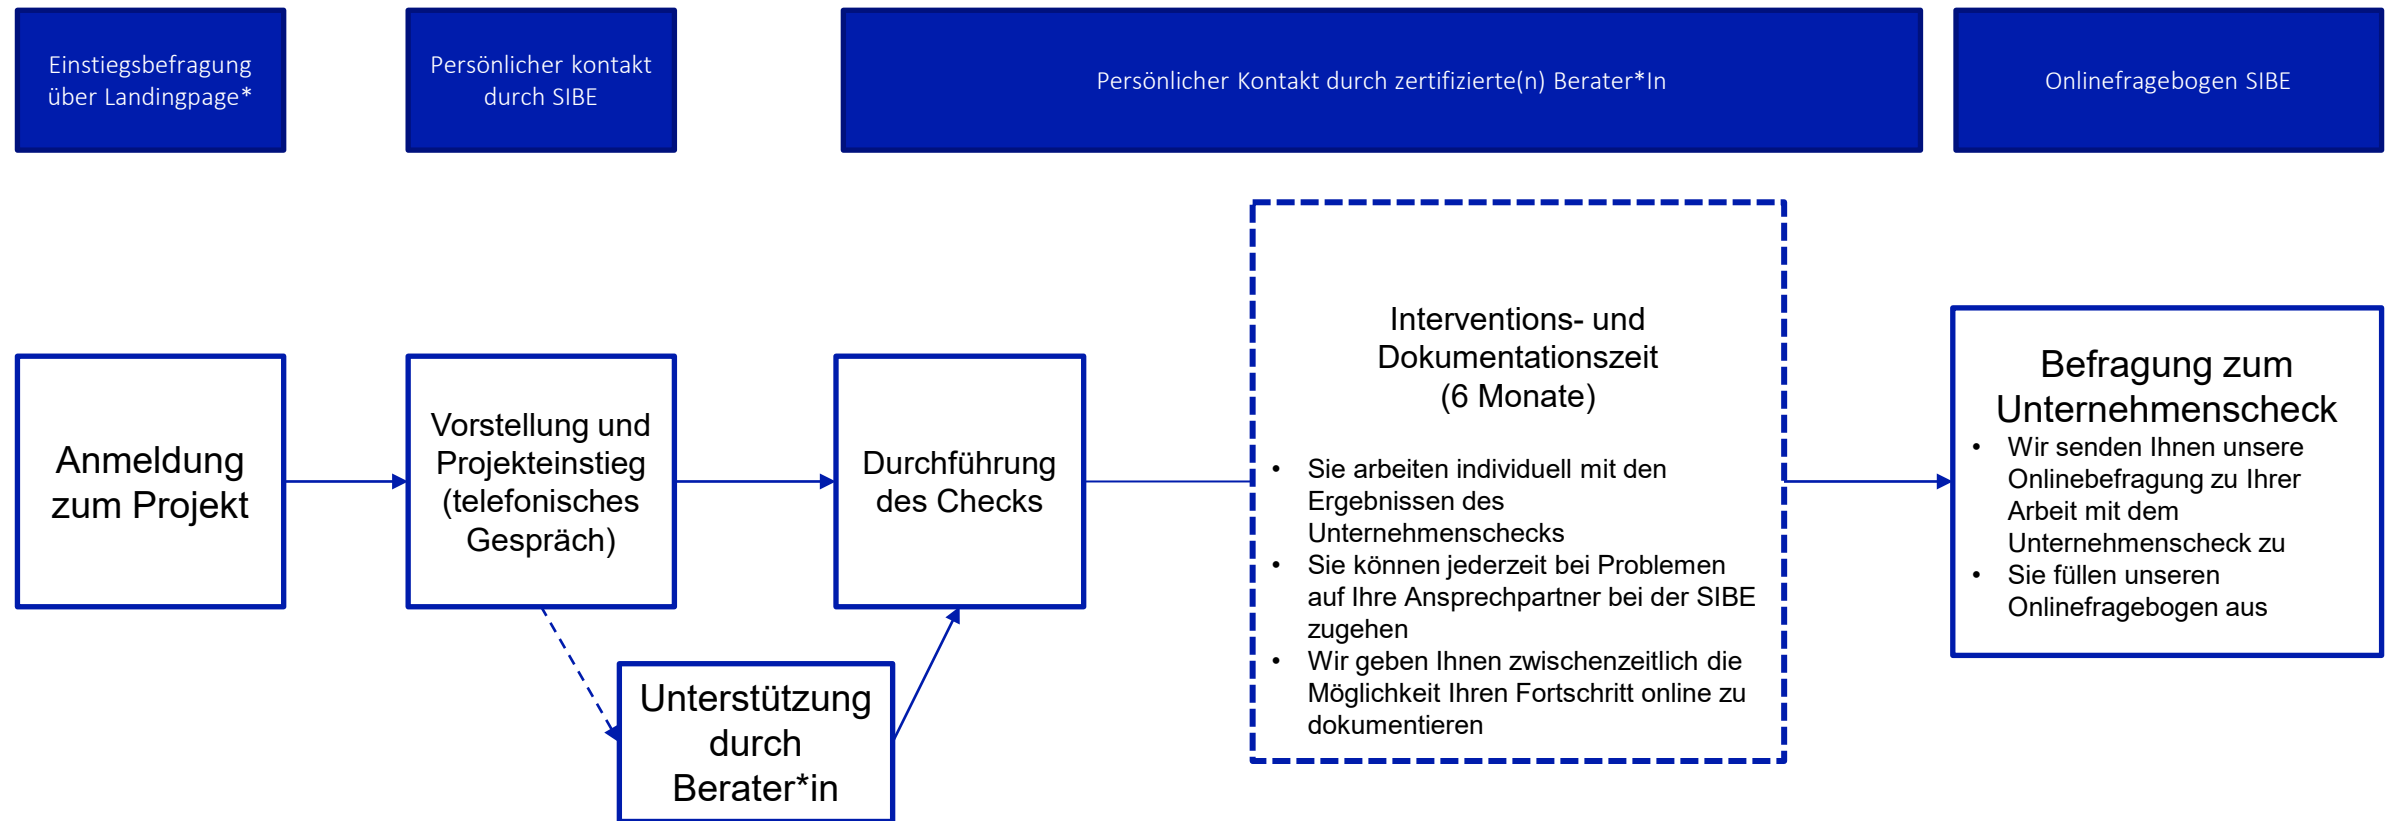 Einstiegsbefragung
über Landingpage*
Persönlicher kontakt
durch SIBE
Persönlicher Kontakt durch zertifizierte(n) Berater*In
Onlinefragebogen SIBE
Anmeldung
zum Projekt
Vorstellung und
Projekteinstieg
(telefonisches
Gespräch)
Unterstützung
durch
Berater*in
Durchführung
des Checks
Interventions- und
Dokumentationszeit
(6 Monate)
• Sie arbeiten individuell mit den
Ergebnissen des
Unternehmenschecks
• Sie können jederzeit bei Problemen
auf Ihre Ansprechpartner bei der SIBE
zugehen
• Wir geben Ihnen zwischenzeitlich die
Möglichkeit Ihren Fortschritt online zu
dokumentieren
Befragung zum
Unternehmenscheck
• Wir senden Ihnen unsere
Onlinebefragung zu Ihrer
Arbeit mit dem
Unternehmenscheck zu
• Sie füllen unseren
Onlinefragebogen aus